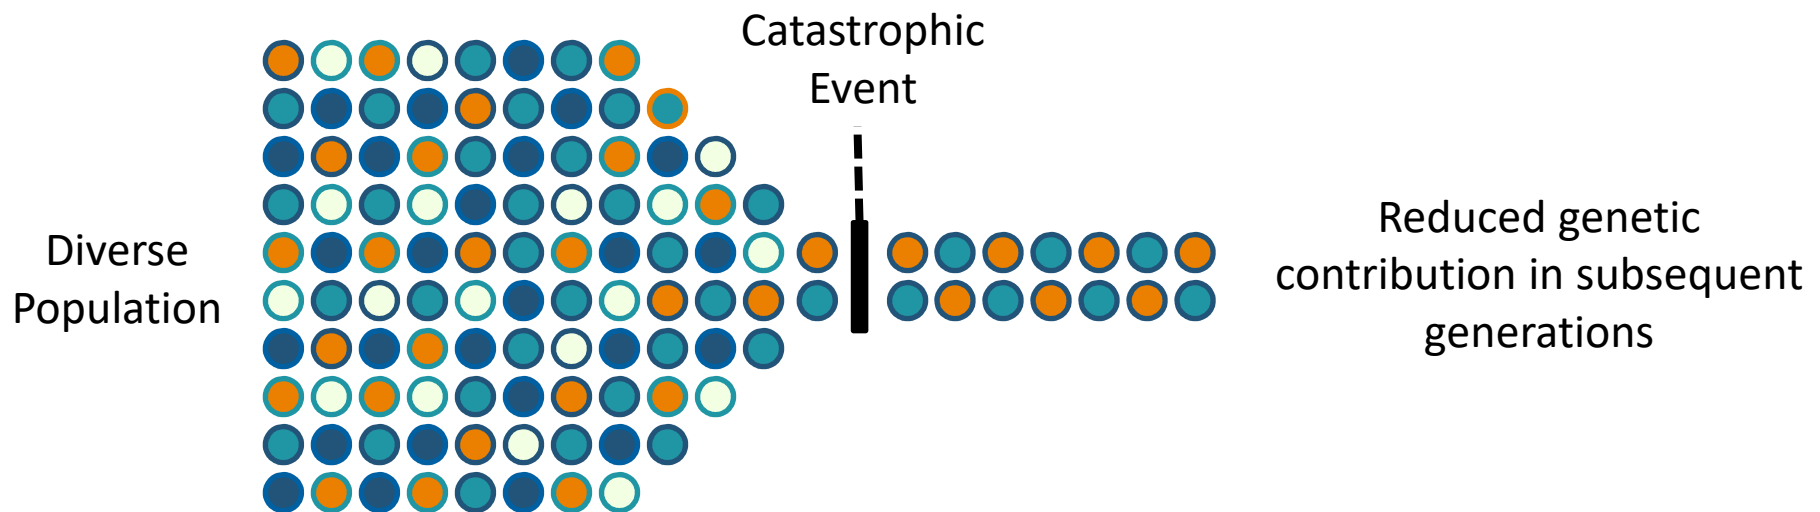 Catastrophic
Event
Diverse
Population
Reduced genetic
contribution in subsequent
generations